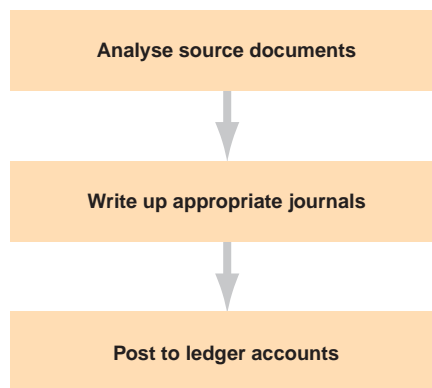 Analyse source documents
Write up appropriate journals
Post to ledger accounts